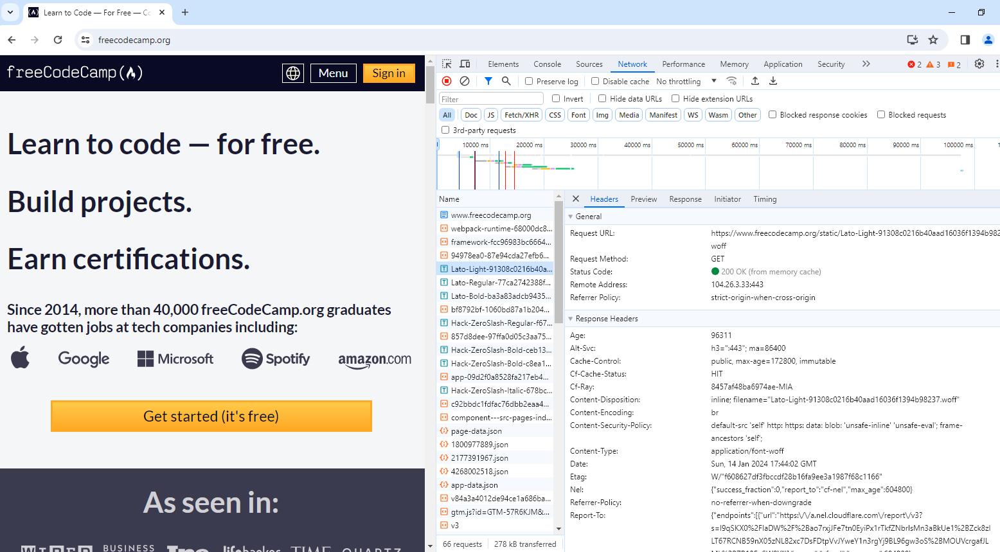 Learn to Code — For Free — Co
freecodecamp.org
freeCodeCamp
Menu
Sign in
Learn to code — for free.
Build projects.
Earn certifications.
Since 2014, more than 40,000 freeCodeCamp.org graduates
have gotten jobs at tech companies including:
Google Microsoft Spotify amazon.com
Get started (it's free)
As seen in:
WIRED BUSINESS Inc lifehacker TIME QUARTZ
Elements Console Sources Network Performance Memory Application Security 2 3 2
Preserve log Disable cache No throttling
Filter Invert Hide data URLs Hide extension URLs
All Doc JS Fetch/XHR CSS Font Img Media Manifest WS Wasm Other Blocked response cookies Blocked requests
3rd-party requests
10000 ms 20000 ms 30000 ms 40000 ms 50000 ms 60000 ms 70000 ms 80000 ms 90000 ms 100000 ms 1
Name
www.freecodecamp.org
webpack-runtime-68000dc8...
framework-fcc96983bc6664...
94978ea0-87e94cda27efb6...
Lato-Light-91308c0216b40a...
Lato-Regular-77ca2742388f...
Lato-Bold-ba3a83adcb9435...
bf8792bf-1060bd87a1b204...
Hack-ZeroSlash-Regular-f67...
857d8dee-97ffa0d05c3aa75...
Hack-ZeroSlash-Bold-ceb13...
Hack-ZeroSlash-Bold-c8ea1...
app-09d2f0a8528fa217eb4...
Hack-ZeroSlash-Italic-678bc...
c92bbdc1fdfac76dbb2eaa4...
component---src-pages-ind...
page-data.json
1800977889.json
2177391967.json
4268002518.json
app-data.json
v84a3a4012de94ce1a686ba...
gtm.js?id=GTM-57R6KJM&...
v3
66 requests 278 kB transferred
Headers Preview Response Initiator Timing
General
Request URL: https://www.freecodecamp.org/static/Lato-Light-91308c0216b40aad16036f1394b982
woff
Request Method: GET
Status Code: 200 OK (from memory cache)
Remote Address: 104.26.3.33:443
Referrer Policy: strict-origin-when-cross-origin
Response Headers
Age: 96311
Alt-Svc: h3=":443"; ma=86400
Cache-Control: public, max-age=172800, immutable
Cf-Cache-Status: HIT
Cf-Ray: 8457af48ba6974ae-MIA
Content-Disposition: inline; filename="Lato-Light-91308c0216b40aad16036f1394b98237.woff"
Content-Encoding: br
Content-Security-Policy: default-src 'self' http: https: data: blob: 'unsafe-inline' 'unsafe-eval'; frame-
ancestors 'self';
Content-Type: application/font-woff
Date: Sun, 14 Jan 2024 17:44:02 GMT
Etag: W/"f608627df3fbccdf28b16fa9ee3a1987f68c1166"
Nel: {"success_fraction":0,"report_to":"cf-nel","max_age":604800}
Referrer-Policy: no-referrer-when-downgrade
Report-To: {"endpoints":[{"url":"https:\/\/a.nel.cloudflare.com\/report\/v3?
s=I9qSKX0%2FIaDW%2F%2Bao7rxjJFe7tn0EyiPx1rTkfZNbrIsMn3aBkUe1%2BZck8zl
LT67RCNB59nX05zNL82xc7DsFDtpVvJYweY1n3rgYj9BL96gw3oS%2BMOUVcrgafJL